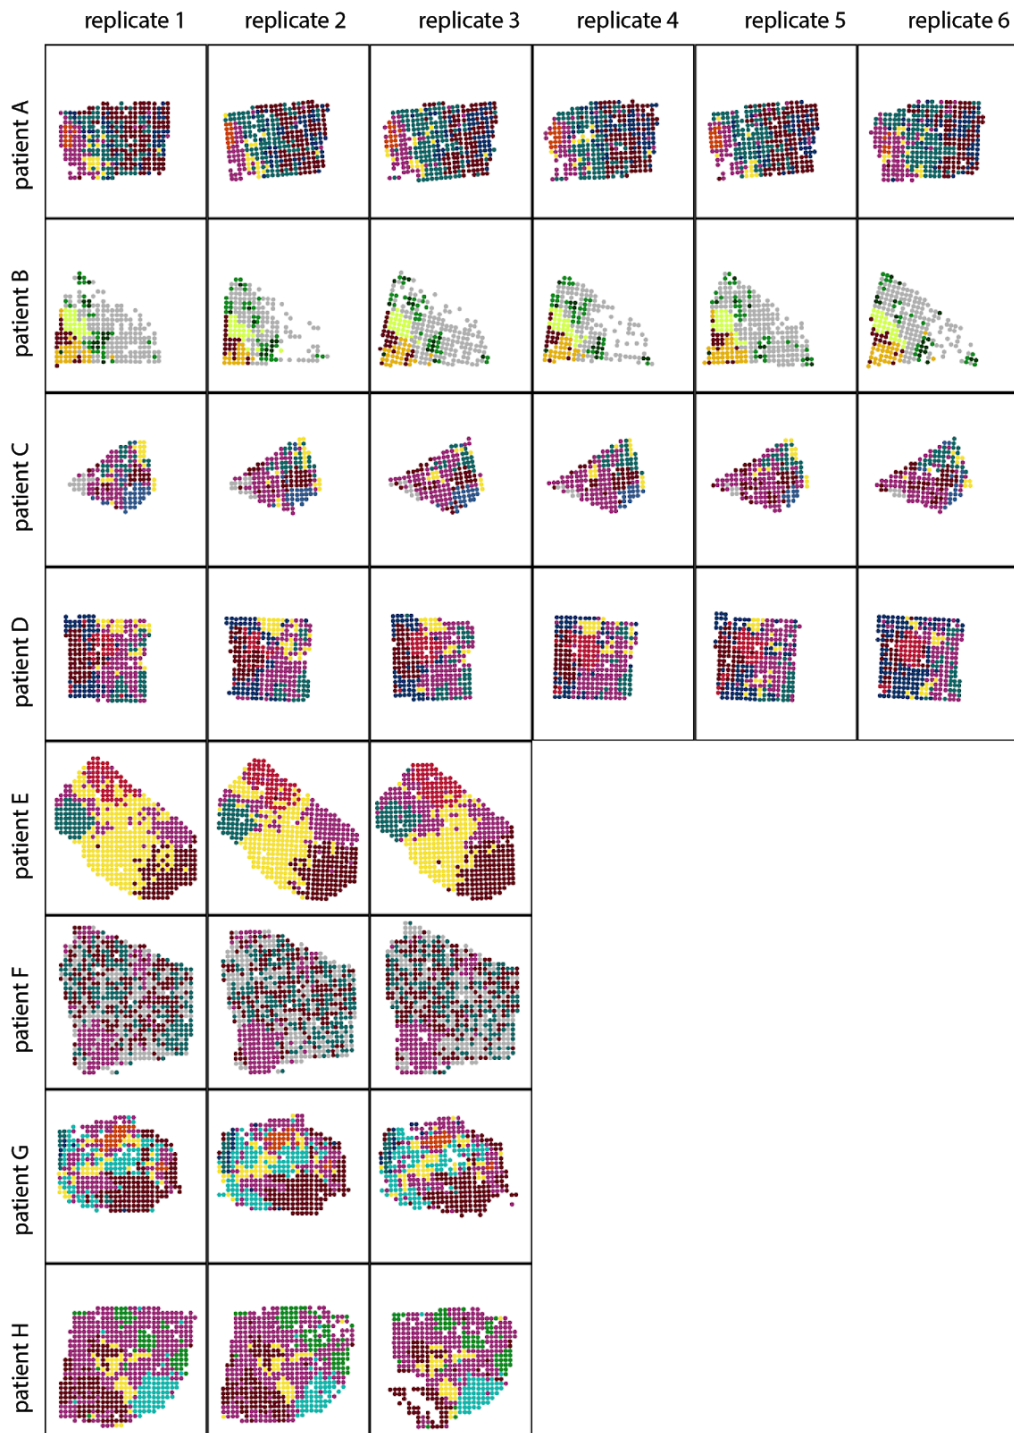 replicate 1 replicate 2 replicate 3 replicate 4 replicate 5 replicate 6
patient A
patient B
patient C
patient D
patient E
patient F
patient G
patient H